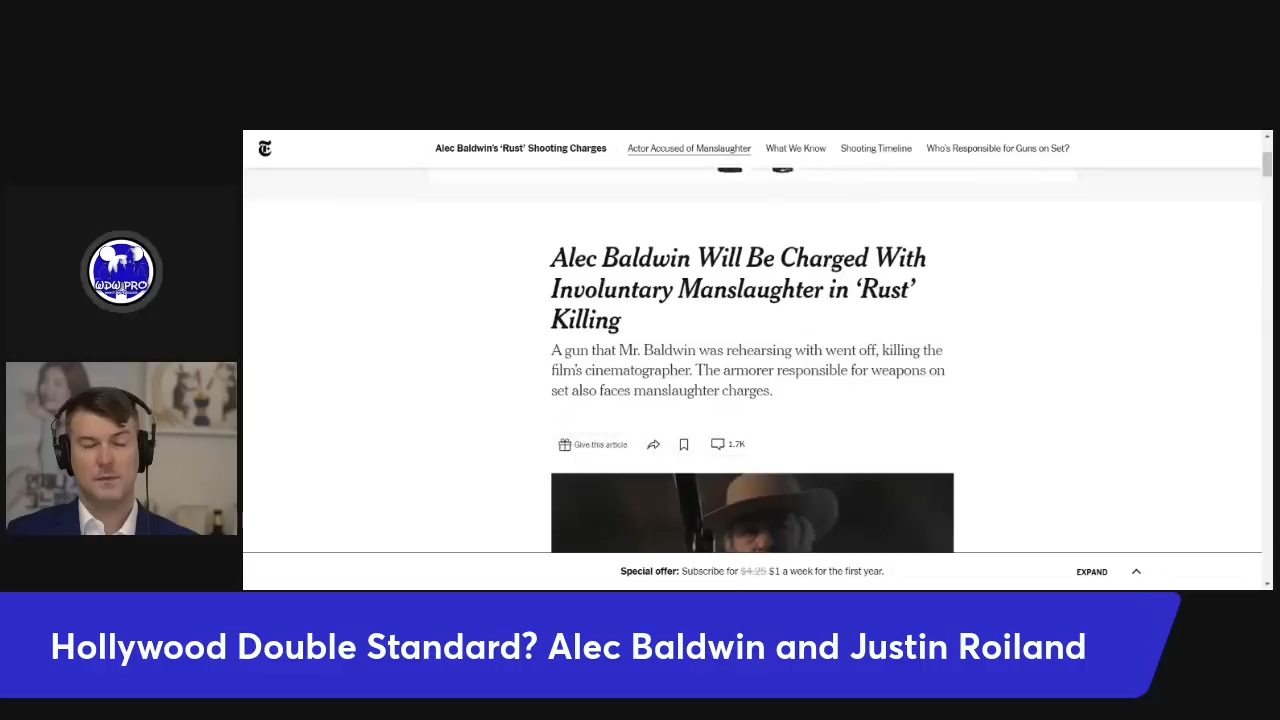 Alec Baldwin's 'Rust' Shooting Charges Actor Accused of Manslaughter What We Know Shooting Timeline Who's Responsible for Guns on Set?
WDW PRO
Alec Baldwin Will Be Charged With
Involuntary Manslaughter in ‘Rust’
Killing
A gun that Mr. Baldwin was rehearsing with went off, killing the
film's cinematographer. The armorer responsible for weapons on
set also faces manslaughter charges.
Give this article 1.7K
Special offer: Subscribe for $4.25 $1 a week for the first year. EXPAND
Hollywood Double Standard? Alec Baldwin and Justin Roiland